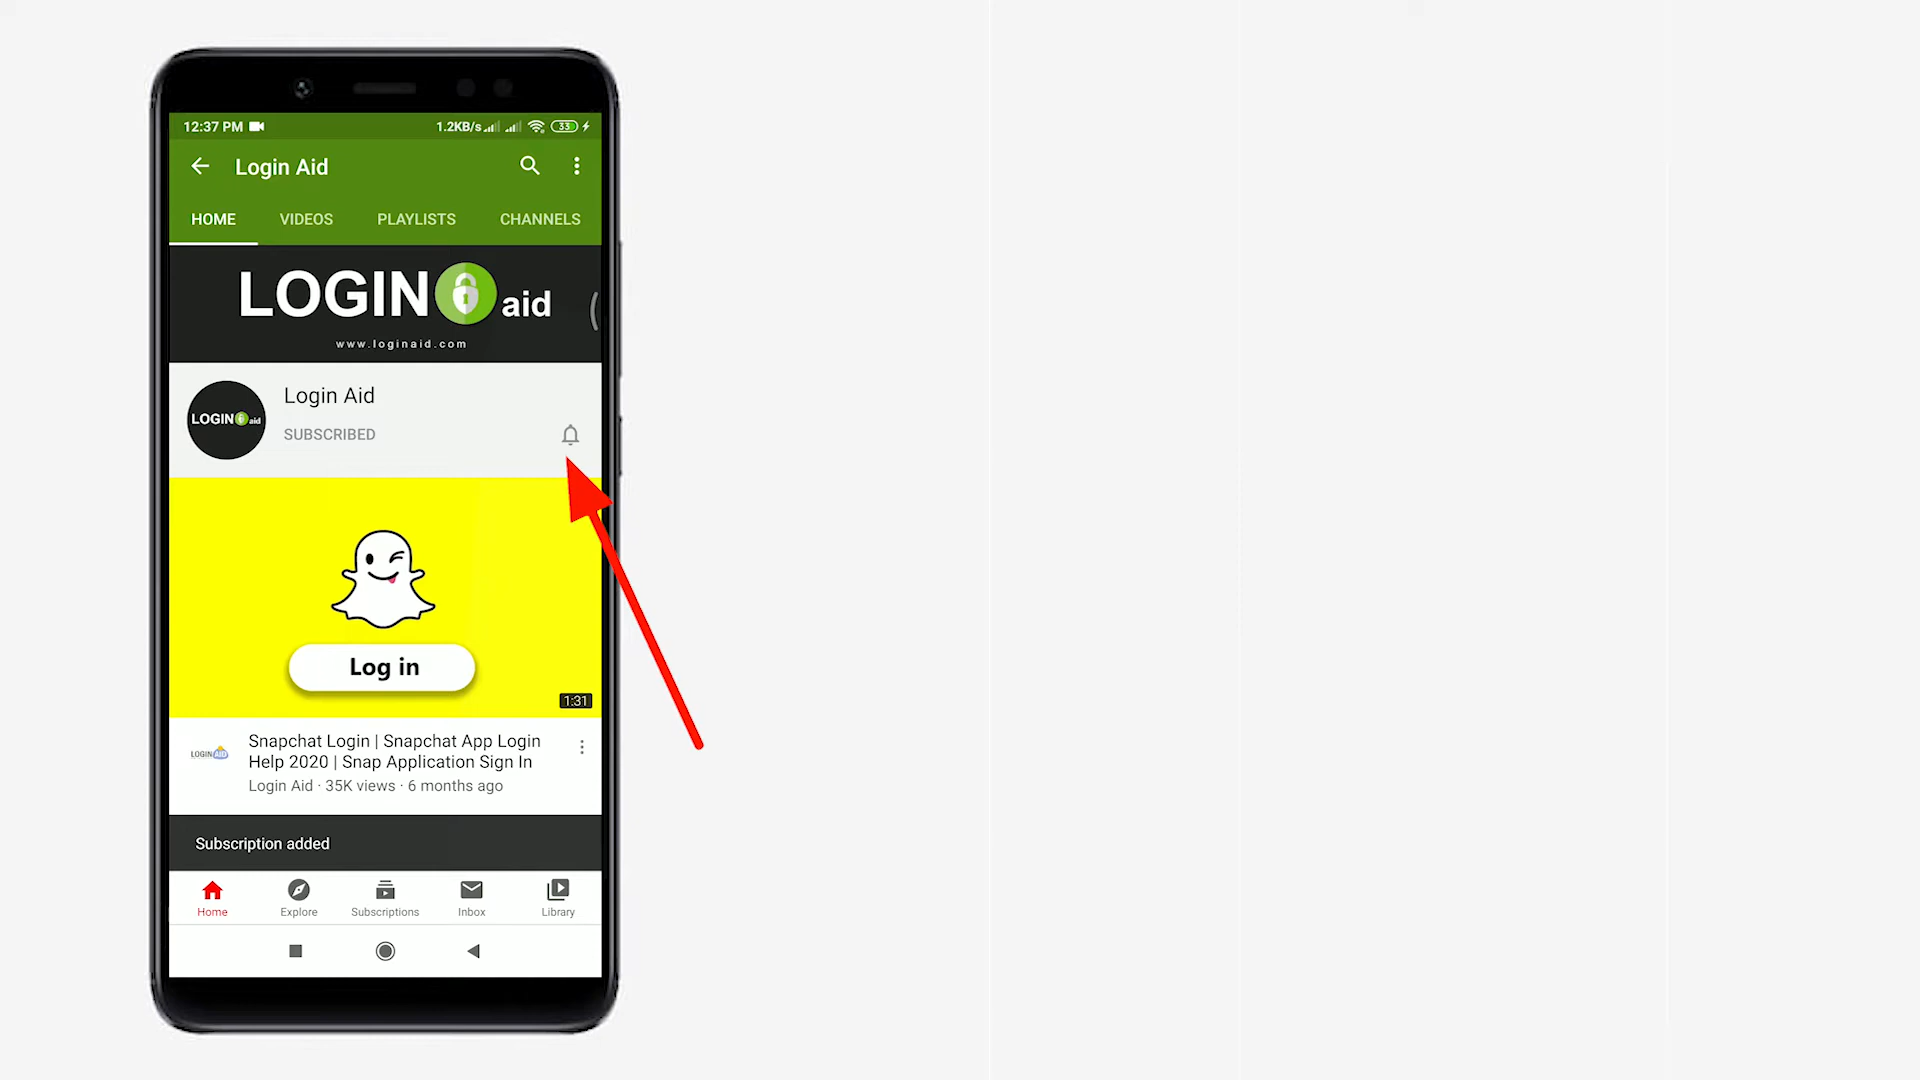 12:37 PM 1.2KB/s 33
Login Aid
HOME VIDEOS PLAYLISTS CHANNELS
LOGIN aid
www.loginaid.com
LOGIN aid
Login Aid
SUBSCRIBED
Log in
1:31
LOGIN AID
Snapchat Login | Snapchat App Login
Help 2020 | Snap Application Sign In
Login Aid · 35K views · 6 months ago
Subscription added
Home Explore Subscriptions Inbox Library